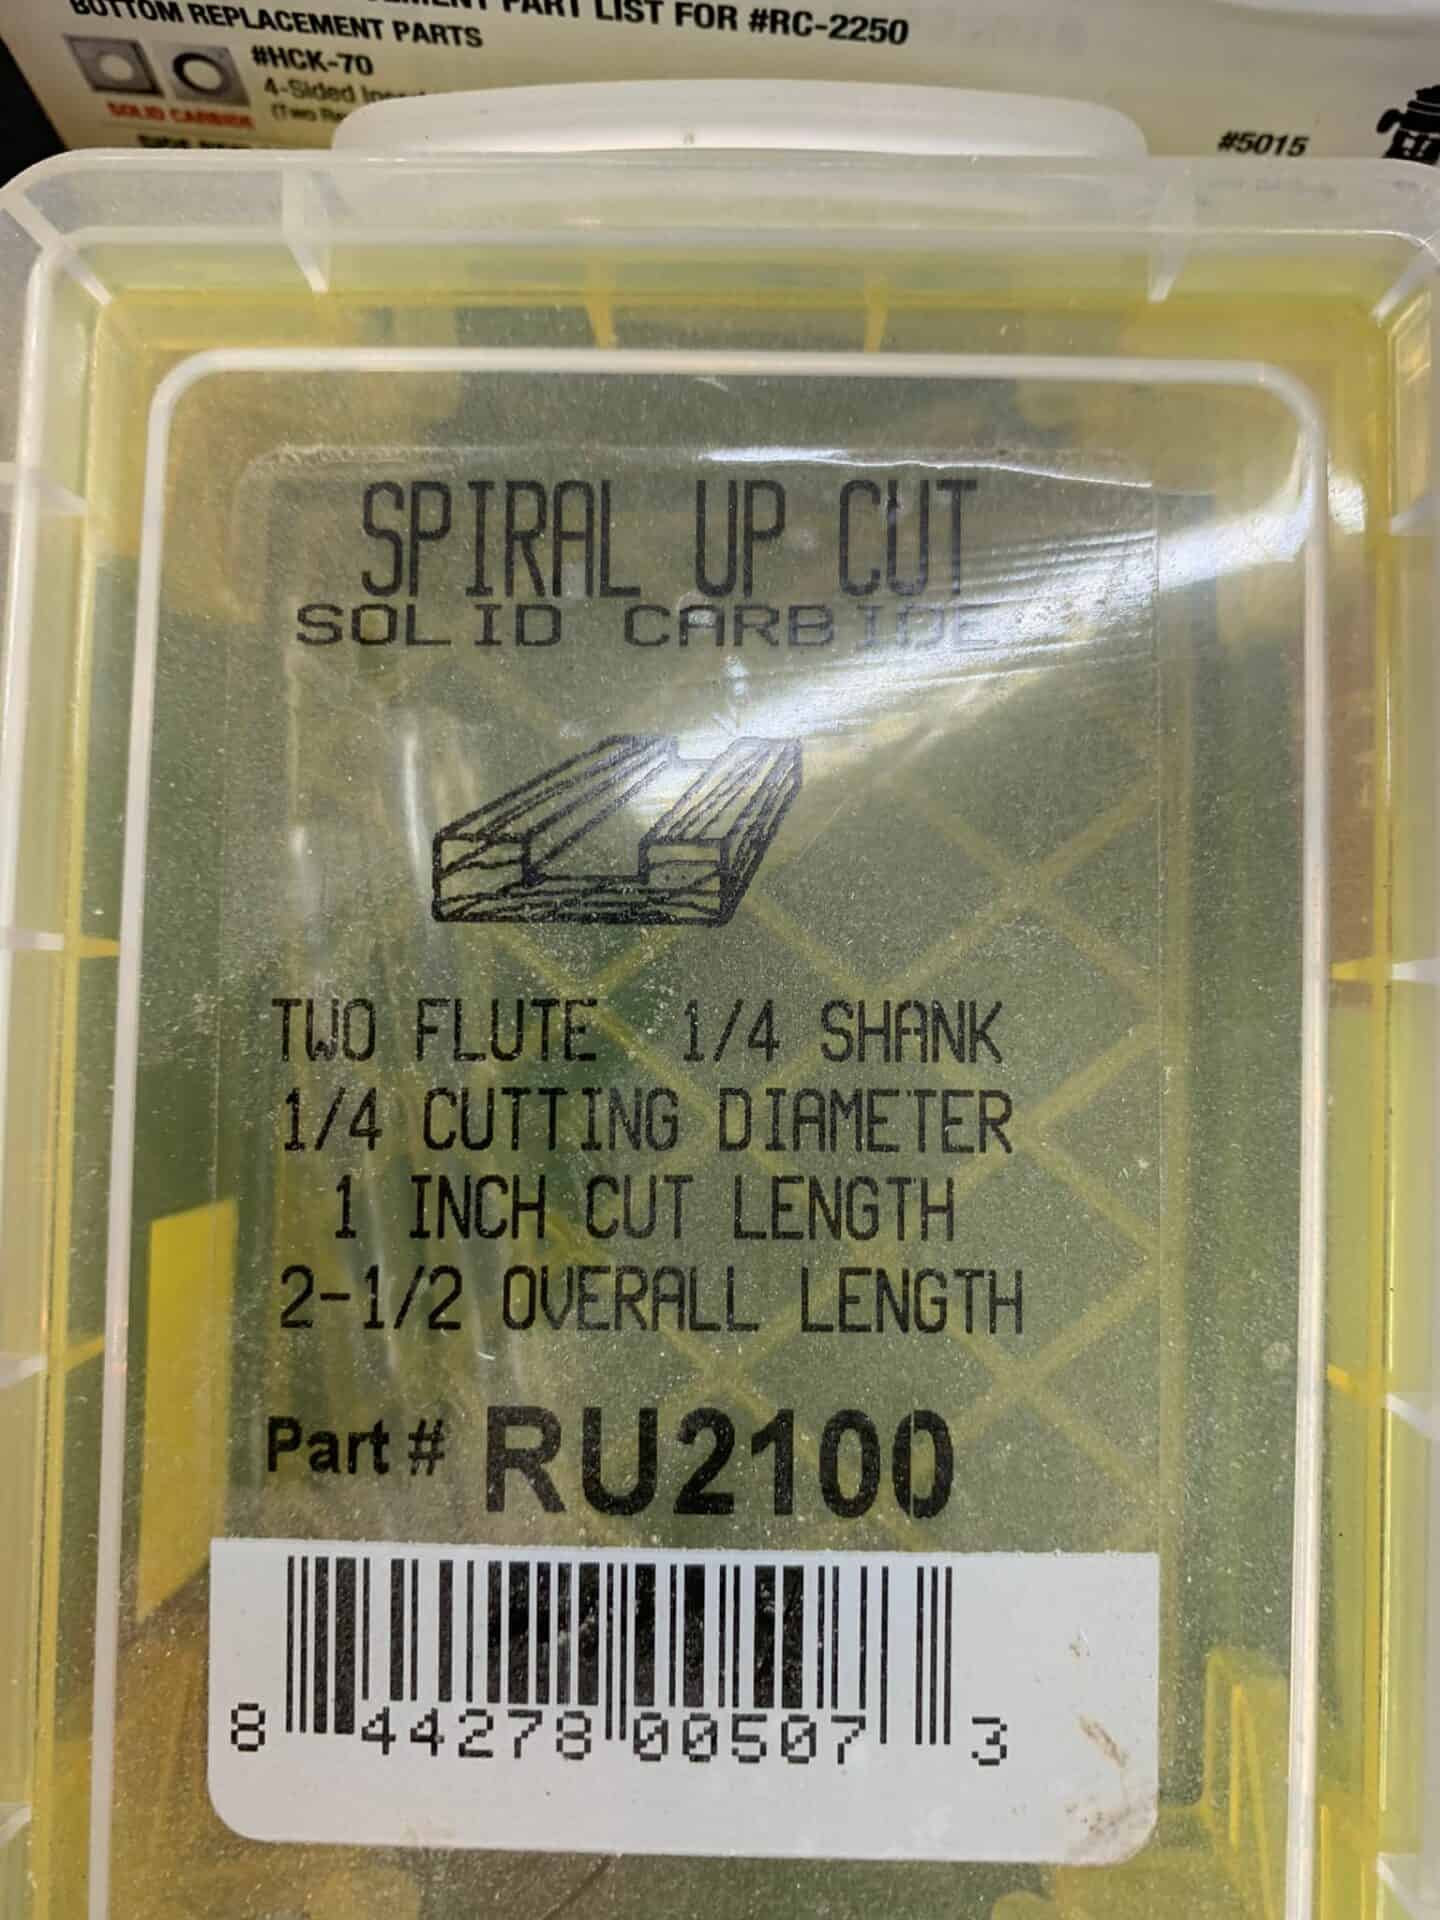 PART LIST FOR #RC-2250
BOTTOM REPLACEMENT PARTS
#HCK-70
4-Sided
SOLID CARBIDE
(Two
#5015
SPIRAL UP CUT
SOLID CARBIDE
TWO FLUTE 1/4 SHANK
1/4 CUTTING DIAMETER
1 INCH CUT LENGTH
2-1/2 OVERALL LENGTH
Part # RU2100
8 44278 00507 3